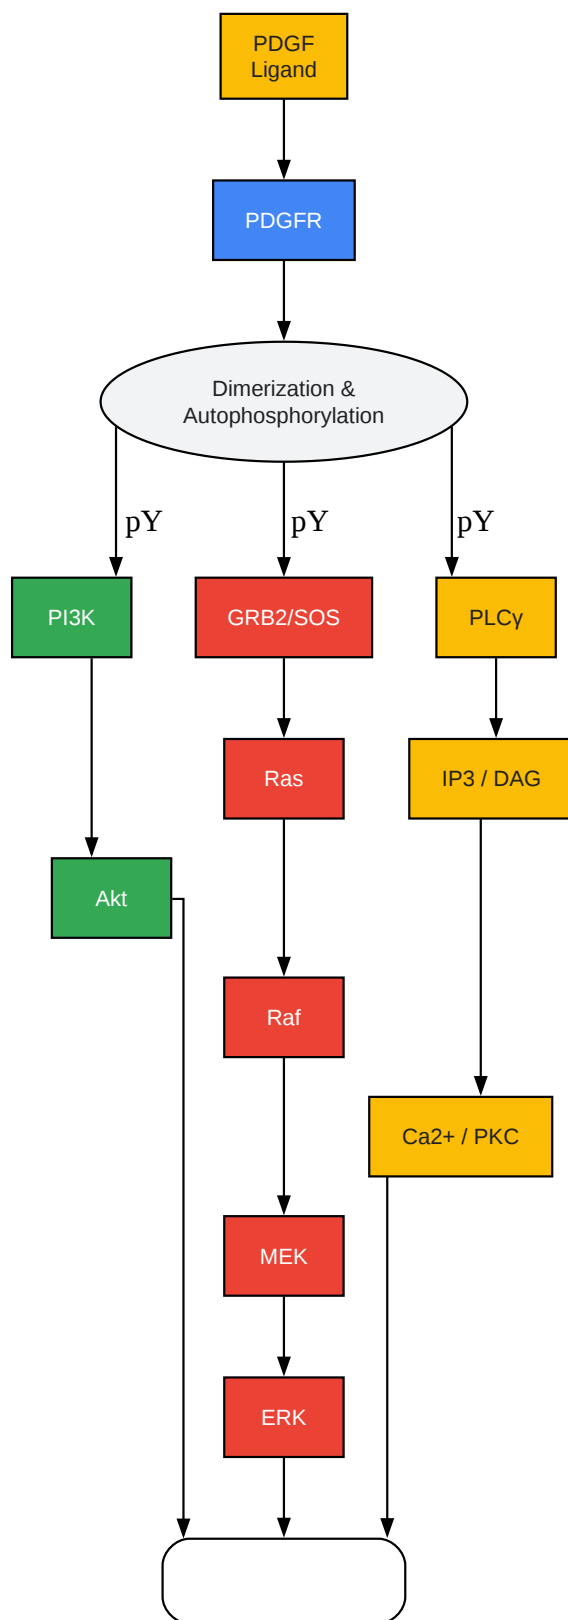 PDGF
Ligand
PDGFR
Dimerization &
Autophosphorylation
pY
pY
pY
PI3K
GRB2/SOS
PLCγ
Ras
IP3 / DAG
Akt
Raf
Ca2+ / PKC
MEK
ERK